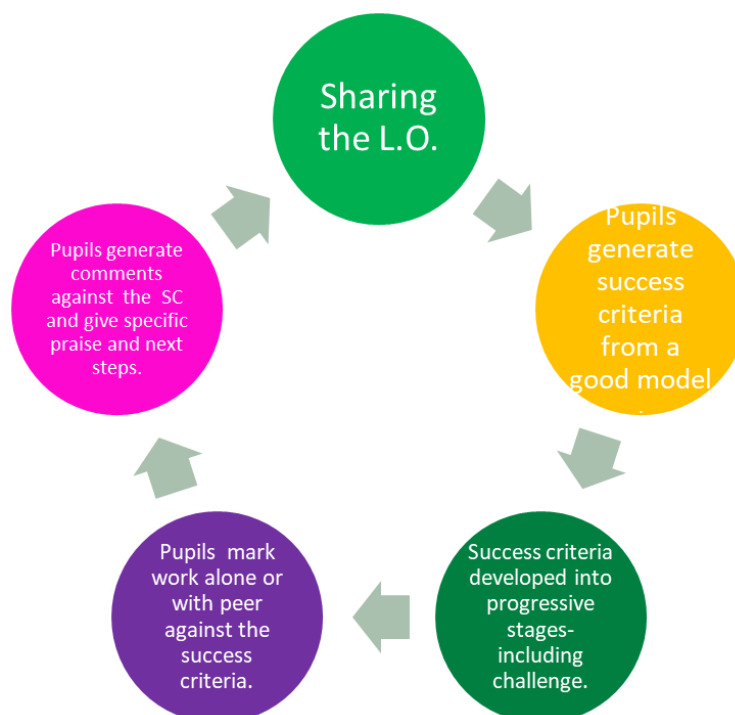 Sharing
the L.O.
Pupils
generate
success
criteria
from a
good model
.
Success criteria
developed into
progressive
stages-
including
challenge.
Pupils mark
work alone or
with peer
against the
success
criteria.
Pupils generate
comments
against the SC
and give specific
praise and next
steps.